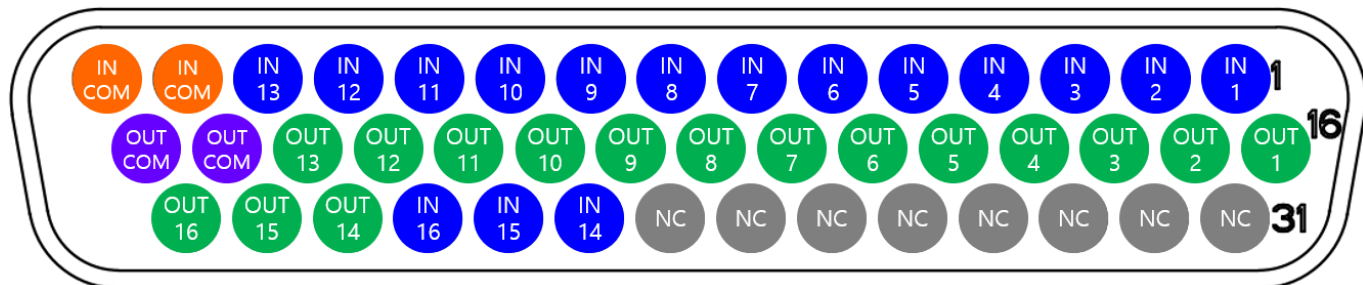 IN COM IN COM IN 13 IN 12 IN 11 IN 10 IN 9 IN 8 IN 7 IN 6 IN 5 IN 4 IN 3 IN 2 IN 1 1
OUT COM OUT COM OUT 13 OUT 12 OUT 11 OUT 10 OUT 9 OUT 8 OUT 7 OUT 6 OUT 5 OUT 4 OUT 3 OUT 2 OUT 1 16
OUT 16 OUT 15 OUT 14 IN 16 IN 15 IN 14 NC NC NC NC NC NC NC NC 31